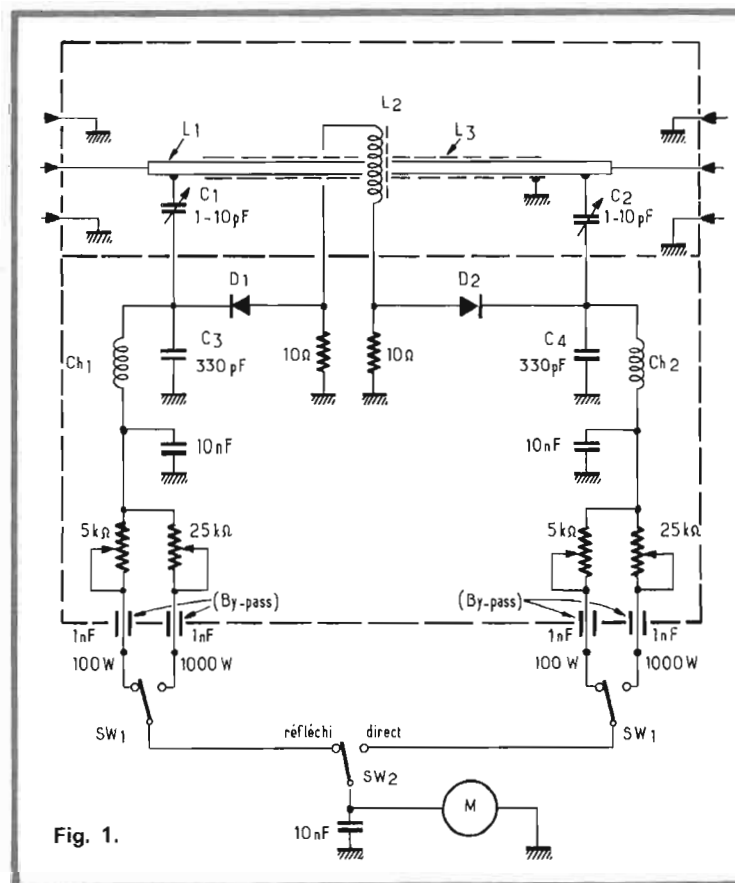 L2
L1
L3
C1
1-10pF
C2
1-10pF
D1
D2
Ch1
C3
330pF
10Ω
10Ω
C4
330pF
Ch2
10nF
10nF
5kΩ
25kΩ
5kΩ
25kΩ
(By-pass)
(By-pass)
1nF
1nF
1nF
1nF
100W
1000W
100W
1000W
SW1
réfléchi
direct
SW1
SW2
M
10nF
Fig. 1.